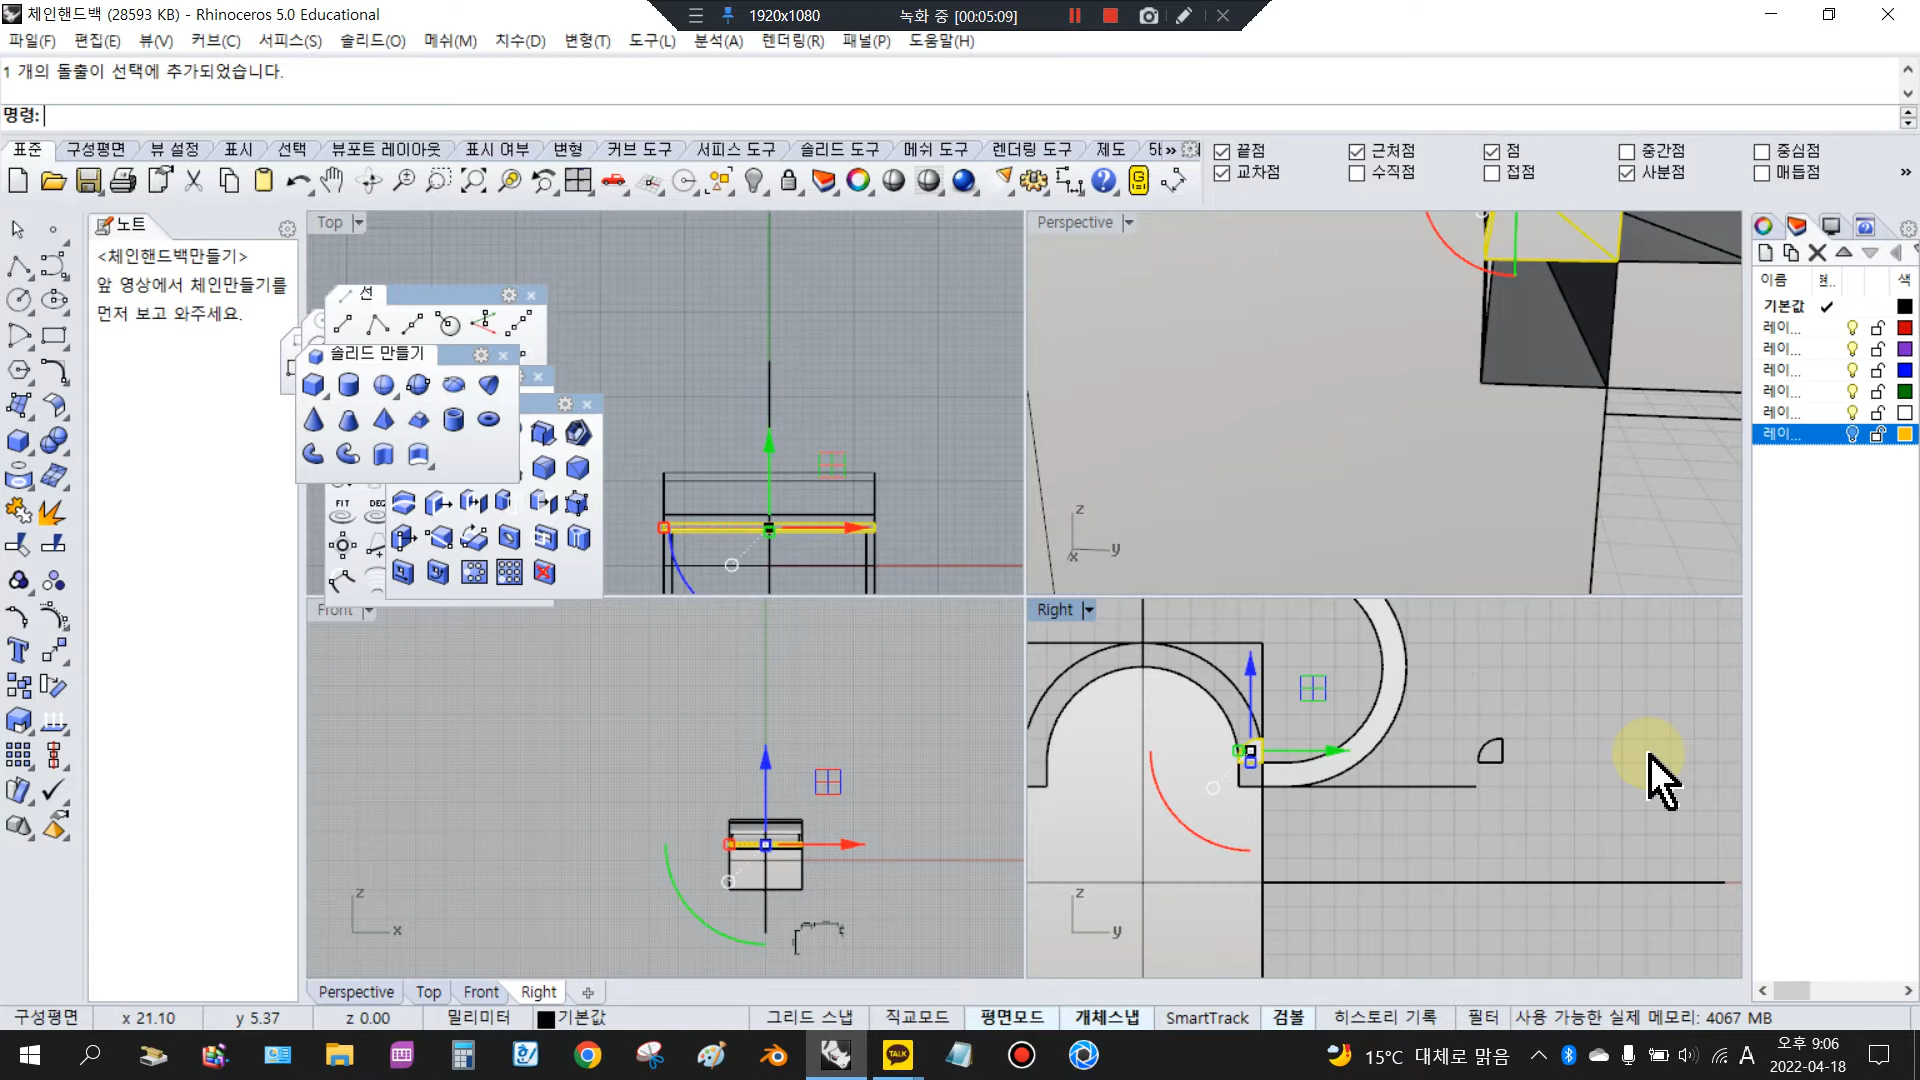 체인핸드백 (28593 KB) - Rhinoceros 5.0 Educational
1920x1080
녹화 중 [00:05:09]
파일(F) 편집(E) 뷰(V) 커브(C) 서피스(S) 솔리드(O) 메쉬(M) 치수(D) 변형(T) 도구(L) 분석(A) 렌더링(R) 패널(P) 도움말(H)
1 개의 돌출이 선택에 추가되었습니다.
명령:
표준 구성평면 뷰 설정 표시 선택 뷰포트 레이아웃 표시 여부 변형 커브 도구 서피스 도구 솔리드 도구 메쉬 도구 렌더링 도구 제도
끝점 근처점 점 중간점 중심점
교차점 수직점 접점 사분점 매듭점
노트
<체인핸드백만들기>
앞 영상에서 체인만들기를
먼저 보고 와주세요.
Top
Perspective
선
솔리드 만들기
FIT
DEG
이름 색
기본값
레이...
레이...
레이...
레이...
레이...
레이...
z
x
y
Front
Right
z
x
z
y
Perspective Top Front Right
구성평면 x 21.10 y 5.37 z 0.00 밀리미터 기본값 그리드 스냅 직교모드 평면모드 개체스냅 SmartTrack 검볼 히스토리 기록 필터 사용 가능한 실제 메모리: 4067 MB
TALK
15°C 대체로 맑음
A
오후 9:06
2022-04-18